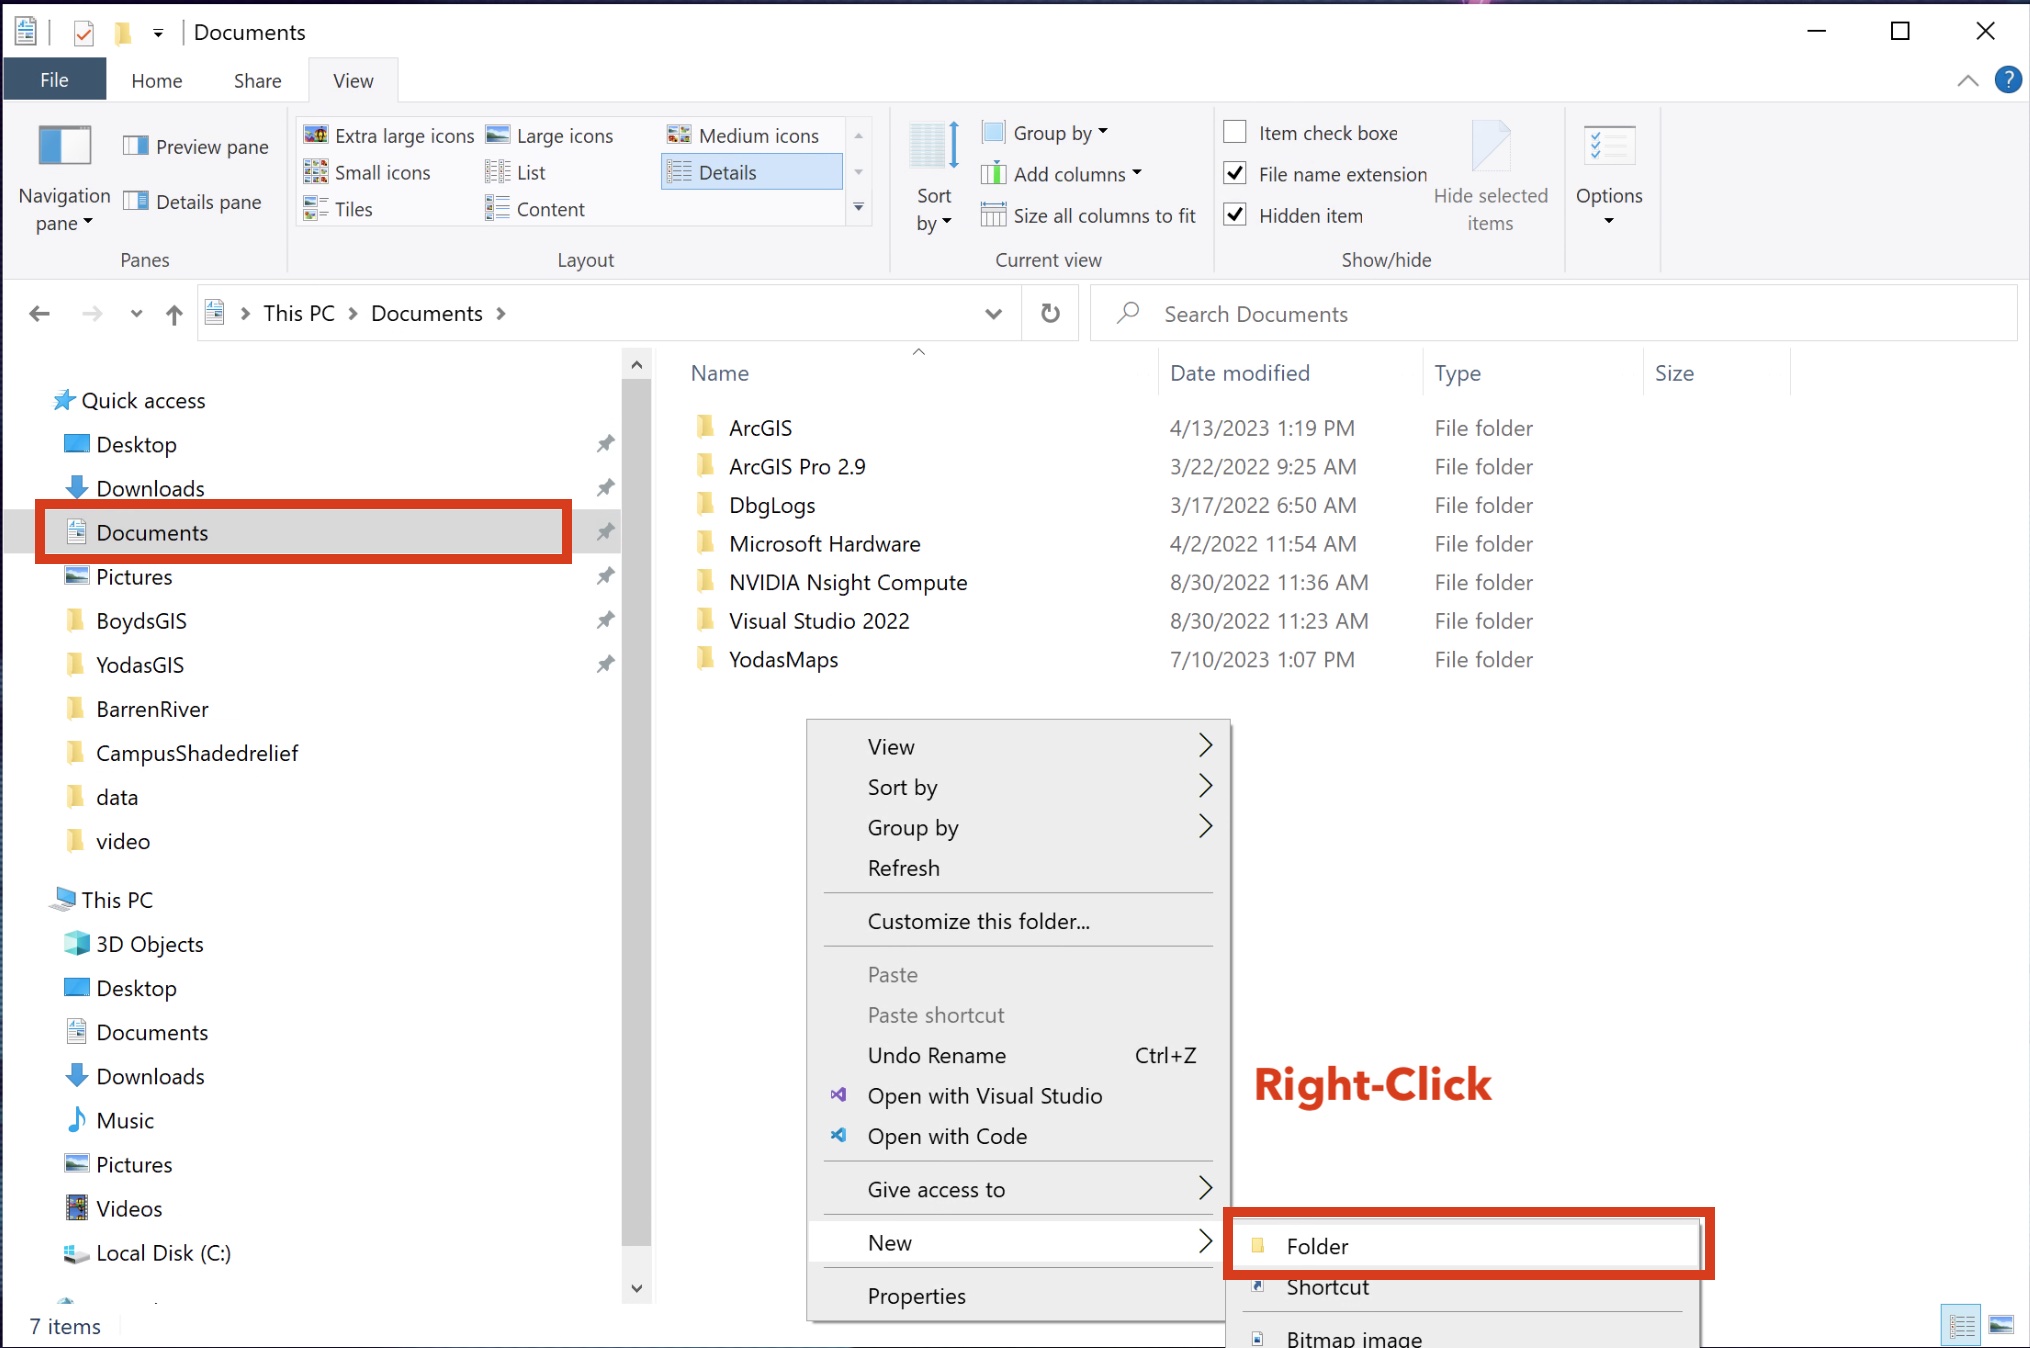 Documents
File Home Share View
?
Navigation pane
Preview pane
Details pane
Panes
Extra large icons Large icons Medium icons
Small icons List Details
Tiles Content
Layout
Sort by
Group by
Add columns
Size all columns to fit
Current view
Item check boxe
File name extension
Hidden item
Hide selected items
Show/hide
Options
This PC > Documents >
Search Documents
Quick access
Desktop
Downloads
Documents
Pictures
BoydsGIS
YodasGIS
BarrenRiver
CampusShadedrelief
data
video
This PC
3D Objects
Desktop
Documents
Downloads
Music
Pictures
Videos
Local Disk (C:)
Name Date modified Type Size
ArcGIS 4/13/2023 1:19 PM File folder
ArcGIS Pro 2.9 3/22/2022 9:25 AM File folder
DbgLogs 3/17/2022 6:50 AM File folder
Microsoft Hardware 4/2/2022 11:54 AM File folder
NVIDIA Nsight Compute 8/30/2022 11:36 AM File folder
Visual Studio 2022 8/30/2022 11:23 AM File folder
YodasMaps 7/10/2023 1:07 PM File folder
View
Sort by
Group by
Refresh
Customize this folder...
Paste
Paste shortcut
Undo Rename Ctrl+Z
Open with Visual Studio
Open with Code
Give access to
New
Properties
Right-Click
Folder
Shortcut
Bitmap image
7 items